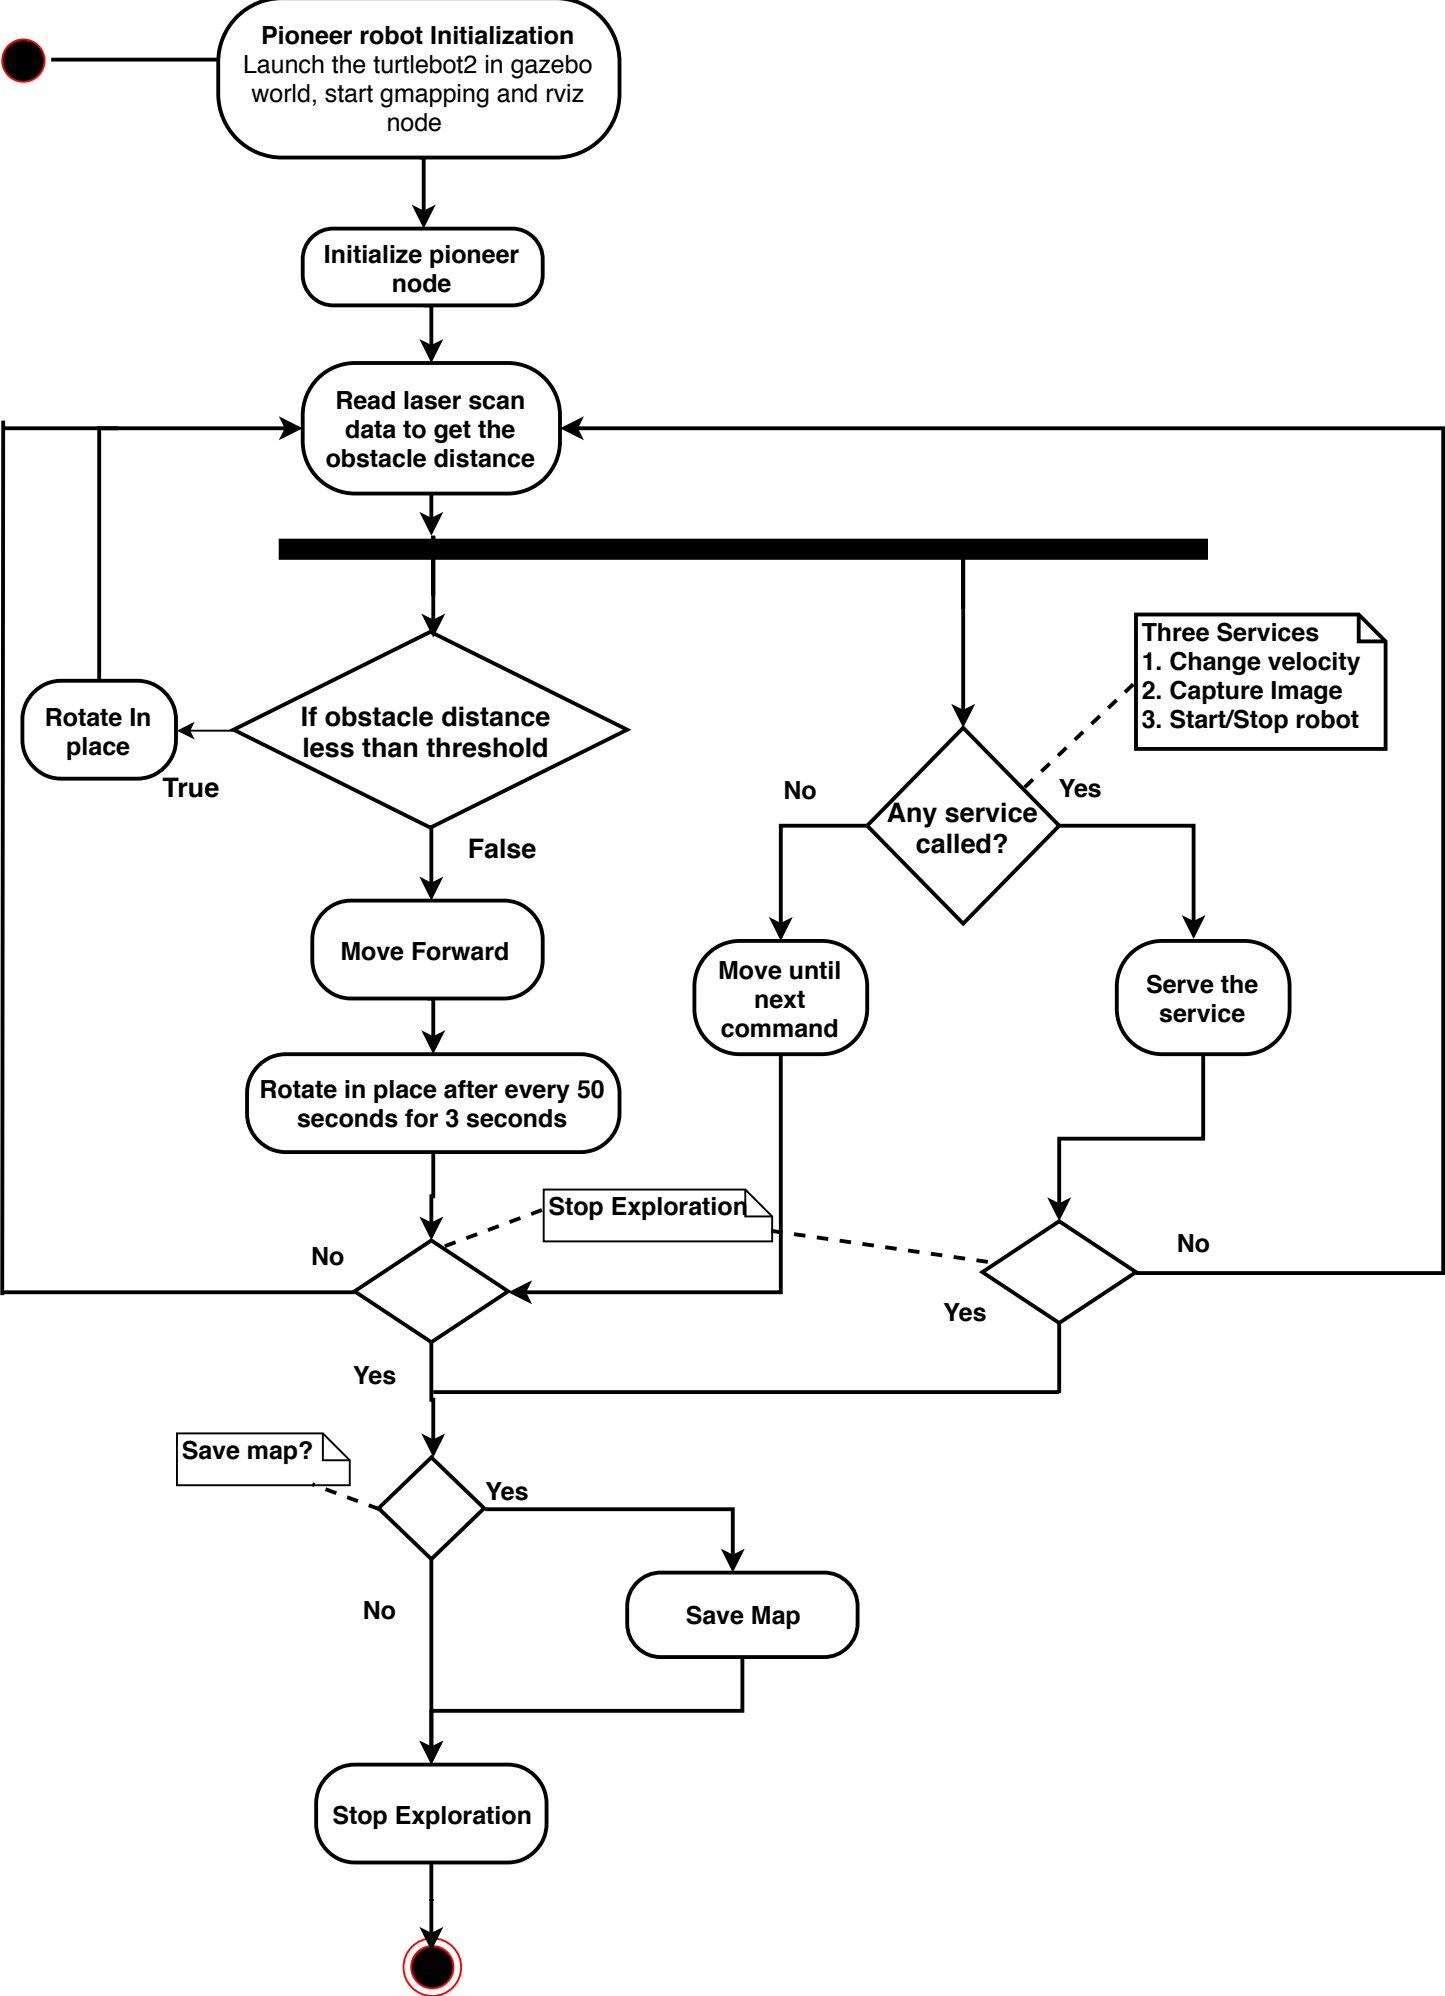 Pioneer robot Initialization
Launch the turtlebot2 in gazebo
world, start gmapping and rviz
node
Initialize pioneer
node
Read laser scan
data to get the
obstacle distance
Three Services
1. Change velocity
2. Capture Image
3. Start/Stop robot
If obstacle distance
less than threshold
Rotate In
place
True
False
No
Yes
Any service
called?
Move Forward
Move until
next
command
Serve the
service
Rotate in place after every 50
seconds for 3 seconds
Stop Exploration
No
No
Yes
Yes
Save map?
Yes
No
Save Map
Stop Exploration